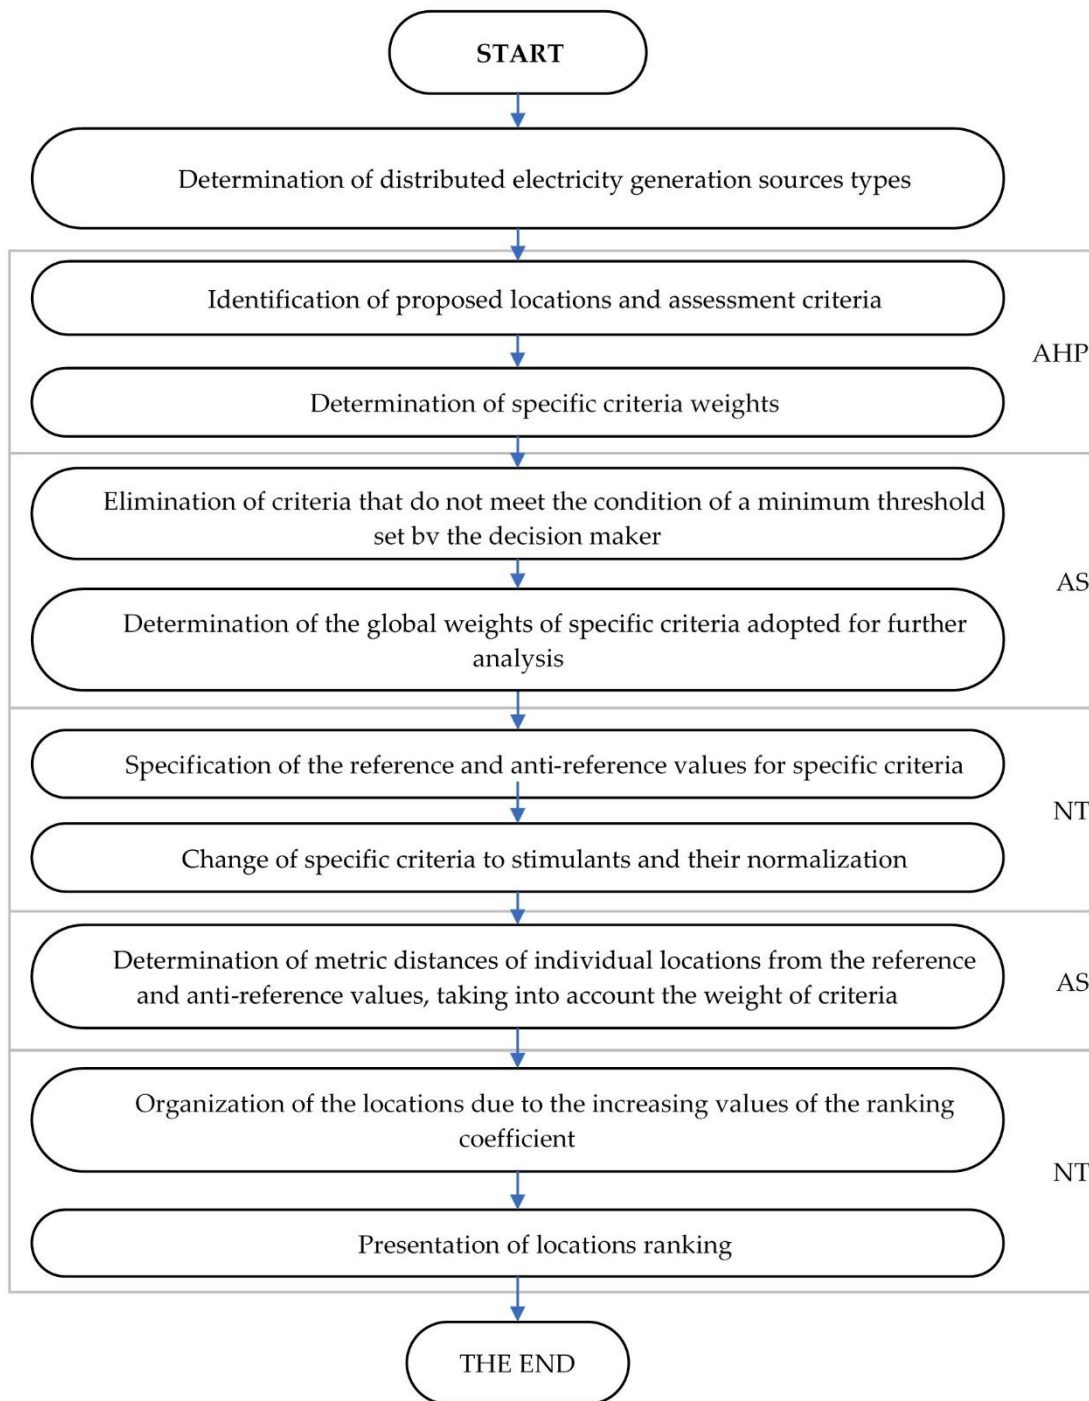 START
Determination of distributed electricity generation sources types
Identification of proposed locations and assessment criteria
AHP
Determination of specific criteria weights
Elimination of criteria that do not meet the condition of a minimum threshold
set by the decision maker
AS
Determination of the global weights of specific criteria adopted for further
analysis
Specification of the reference and anti-reference values for specific criteria
NT
Change of specific criteria to stimulants and their normalization
Determination of metric distances of individual locations from the reference
and anti-reference values, taking into account the weight of criteria
AS
Organization of the locations due to the increasing values of the ranking
coefficient
NT
Presentation of locations ranking
THE END